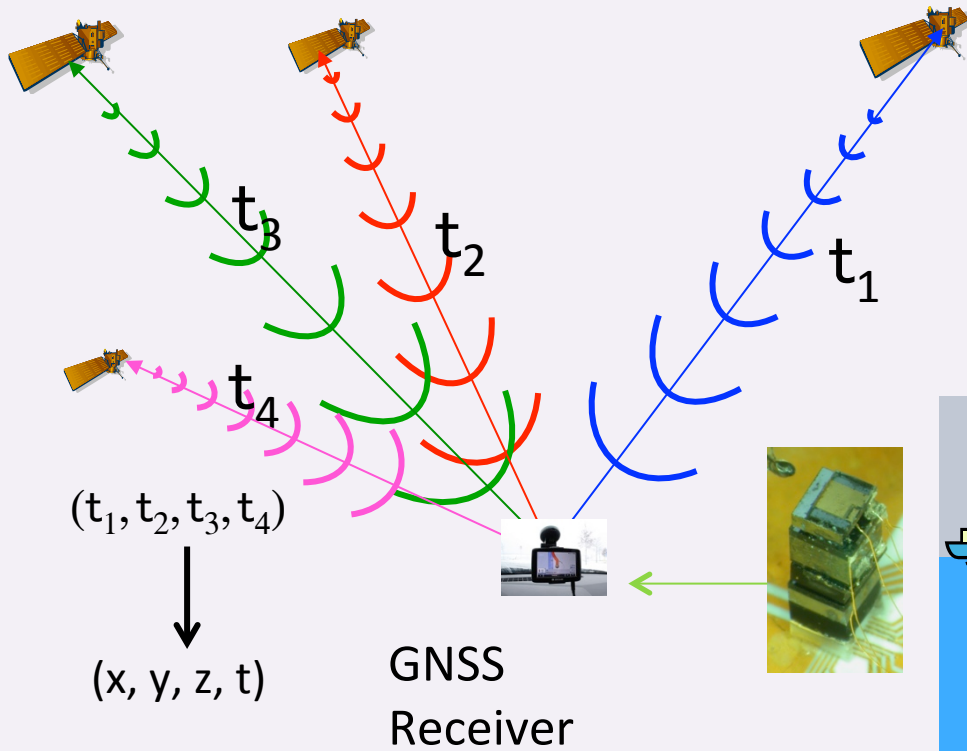 t₃
t₂
t₁
t₄
(t₁, t₂, t₃, t₄)
(x, y, z, t)
GNSS
Receiver